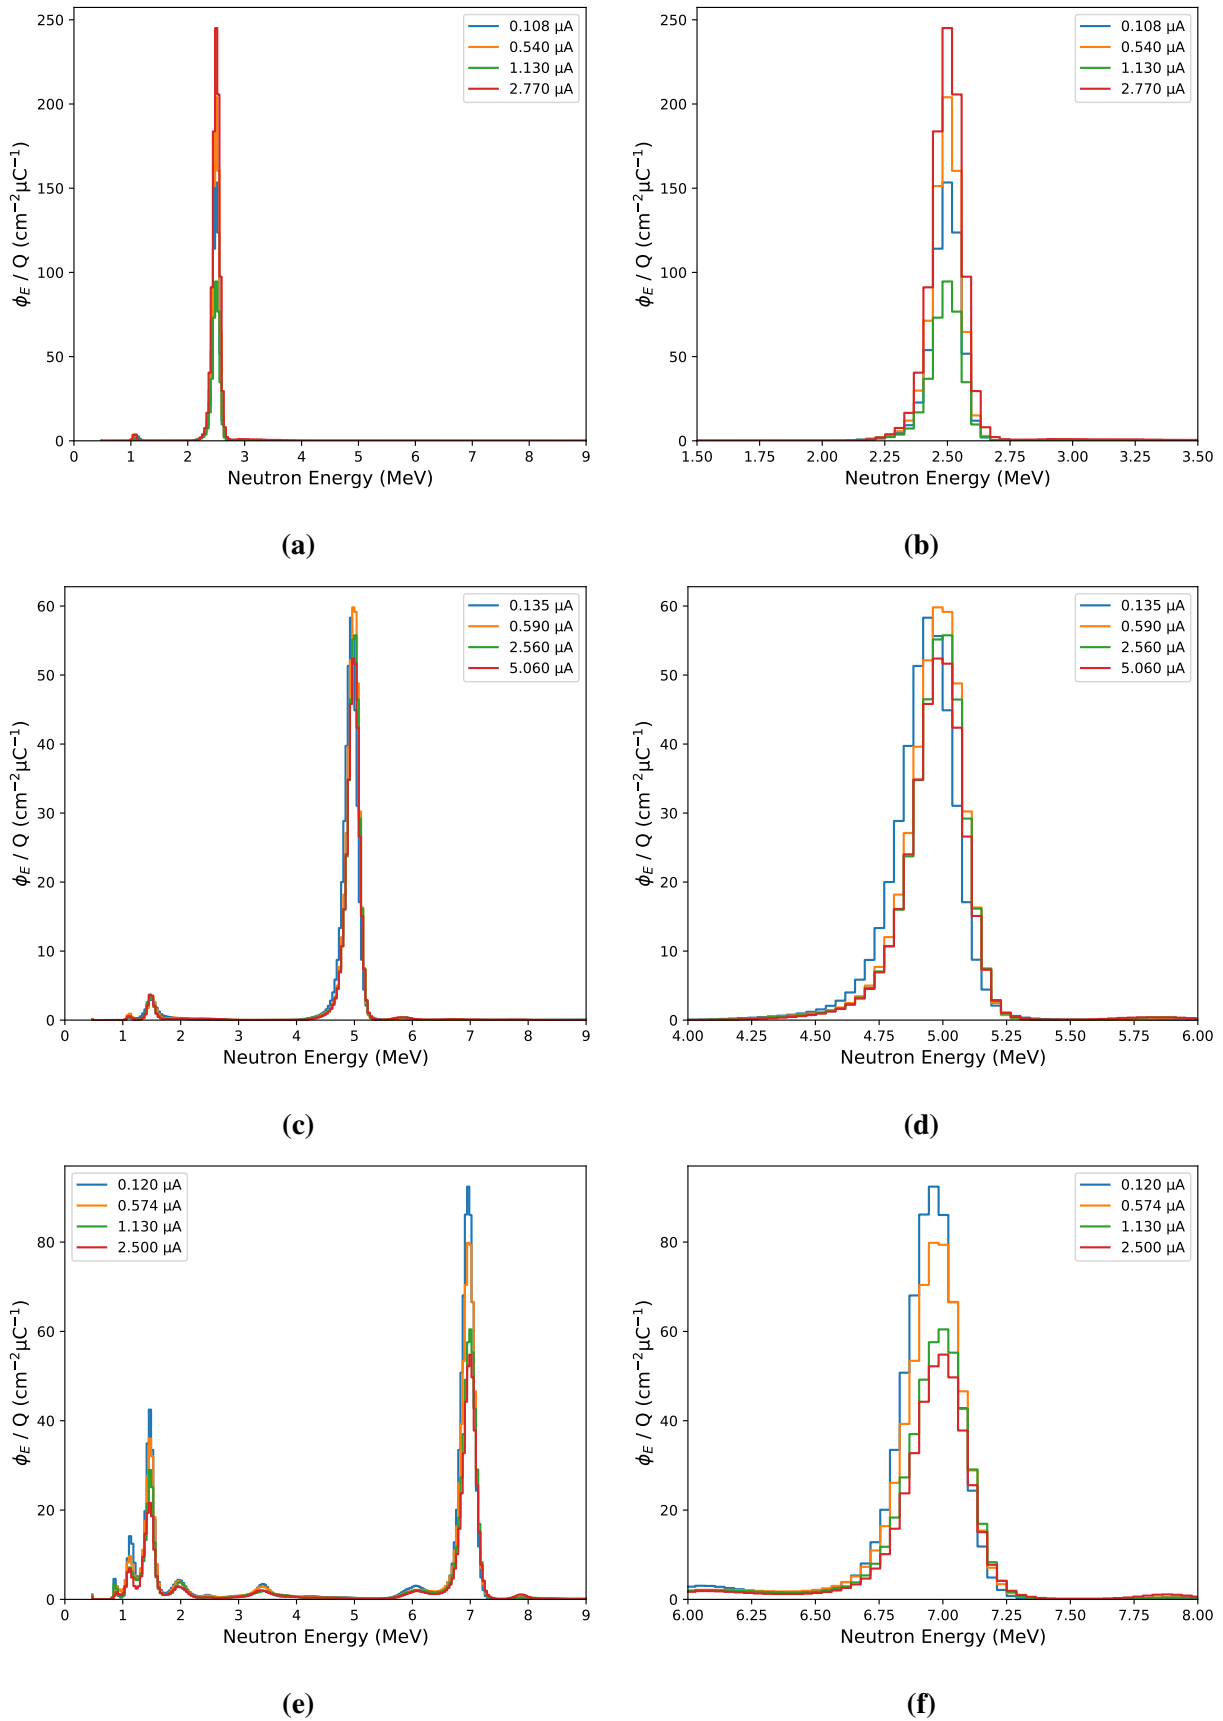 0.108 µA
0.540 µA
1.130 µA
2.770 µA
250
200
150
100
50
0
ϕ_E / Q (cm⁻²µC⁻¹)
0 1 2 3 4 5 6 7 8 9
Neutron Energy (MeV)
(a)
0.108 µA
0.540 µA
1.130 µA
2.770 µA
250
200
150
100
50
0
ϕ_E / Q (cm⁻²µC⁻¹)
1.50 1.75 2.00 2.25 2.50 2.75 3.00 3.25 3.50
Neutron Energy (MeV)
(b)
0.135 µA
0.590 µA
2.560 µA
5.060 µA
60
50
40
30
20
10
0
ϕ_E / Q (cm⁻²µC⁻¹)
0 1 2 3 4 5 6 7 8 9
Neutron Energy (MeV)
(c)
0.135 µA
0.590 µA
2.560 µA
5.060 µA
60
50
40
30
20
10
0
ϕ_E / Q (cm⁻²µC⁻¹)
4.00 4.25 4.50 4.75 5.00 5.25 5.50 5.75 6.00
Neutron Energy (MeV)
(d)
0.120 µA
0.574 µA
1.130 µA
2.500 µA
80
60
40
20
0
ϕ_E / Q (cm⁻²µC⁻¹)
0 1 2 3 4 5 6 7 8 9
Neutron Energy (MeV)
(e)
0.120 µA
0.574 µA
1.130 µA
2.500 µA
80
60
40
20
0
ϕ_E / Q (cm⁻²µC⁻¹)
6.00 6.25 6.50 6.75 7.00 7.25 7.50 7.75 8.00
Neutron Energy (MeV)
(f)